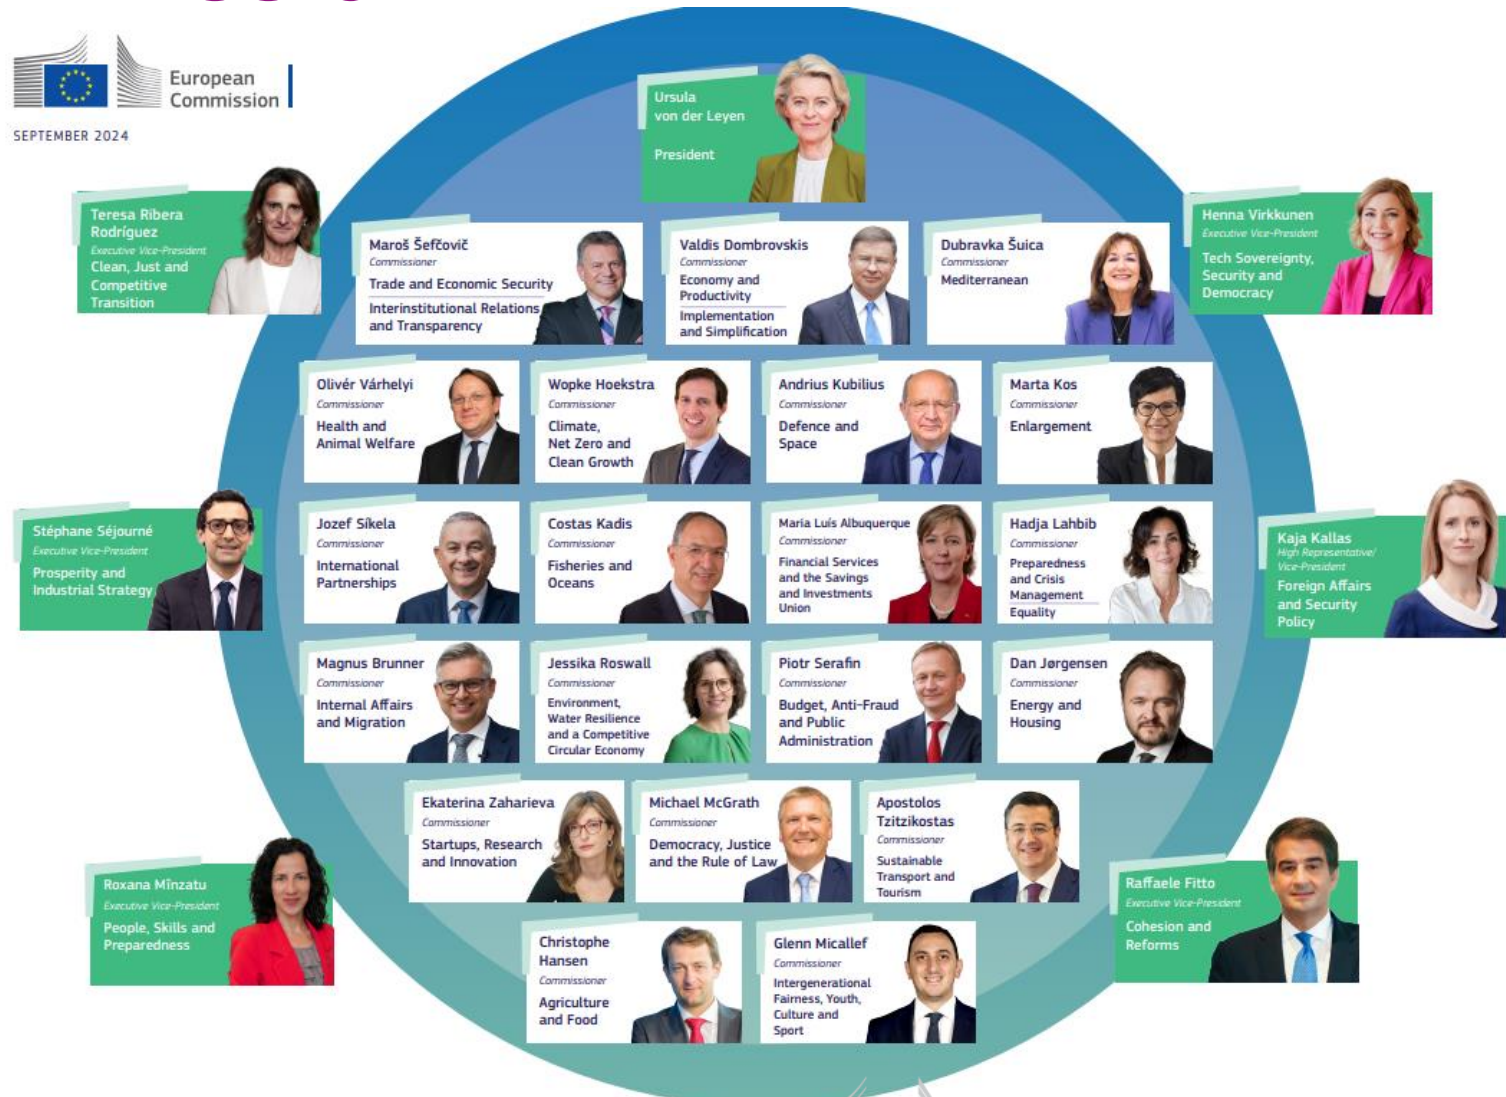 European
Commission
SEPTEMBER 2024
Ursula
von der Leyen
President
Teresa Ribera
Rodríguez
Executive Vice-President
Clean, Just and
Competitive
Transition
Henna Virkkunen
Executive Vice-President
Tech Sovereignty,
Security and
Democracy
Maroš Šefčovič
Commissioner
Trade and Economic Security
Interinstitutional Relations
and Transparency
Valdis Dombrovskis
Commissioner
Economy and
Productivity
Implementation
and Simplification
Dubravka Šuica
Commissioner
Mediterranean
Olivér Várhelyi
Commissioner
Health and
Animal Welfare
Wopke Hoekstra
Commissioner
Climate,
Net Zero and
Clean Growth
Andrius Kubilius
Commissioner
Defence and
Space
Marta Kos
Commissioner
Enlargement
Stéphane Séjourné
Executive Vice-President
Prosperity and
Industrial Strategy
Jozef Síkela
Commissioner
International
Partnerships
Costas Kadis
Commissioner
Fisheries and
Oceans
Maria Luís Albuquerque
Commissioner
Financial Services
and the Savings
and Investments
Union
Hadja Lahbib
Commissioner
Preparedness
and Crisis
Management
Equality
Kaja Kallas
High Representative/
Vice-President
Foreign Affairs
and Security
Policy
Magnus Brunner
Commissioner
Internal Affairs
and Migration
Jessika Roswall
Commissioner
Environment,
Water Resilience
and a Competitive
Circular Economy
Piotr Serafin
Commissioner
Budget, Anti-Fraud
and Public
Administration
Dan Jørgensen
Commissioner
Energy and
Housing
Ekaterina Zaharieva
Commissioner
Startups, Research
and Innovation
Michael McGrath
Commissioner
Democracy, Justice
and the Rule of Law
Apostolos
Tzitzikostas
Commissioner
Sustainable
Transport and
Tourism
Roxana Mînzatu
Executive Vice-President
People, Skills and
Preparedness
Raffaele Fitto
Executive Vice-President
Cohesion and
Reforms
Christophe
Hansen
Commissioner
Agriculture
and Food
Glenn Micallef
Commissioner
Intergenerational
Fairness, Youth,
Culture and
Sport